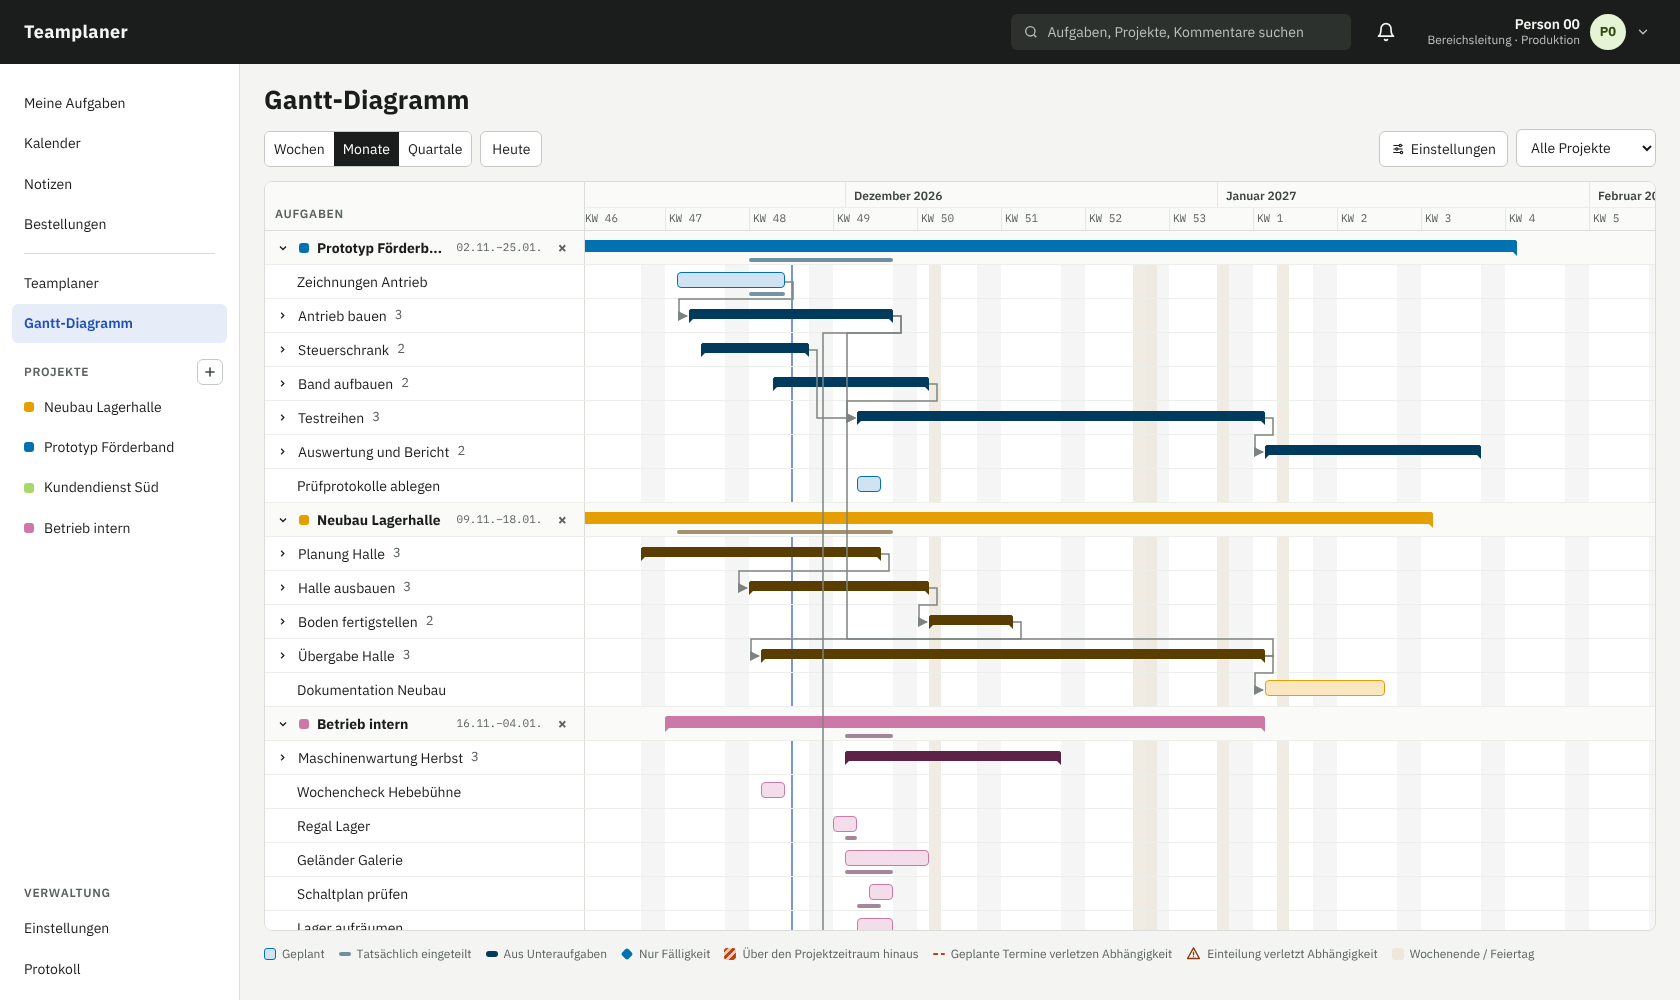 Teamplaner
Aufgaben, Projekte, Kommentare suchen
Person 00
Bereichsleitung · Produktion
P0
Meine Aufgaben
Kalender
Notizen
Bestellungen
Teamplaner
Gantt-Diagramm
PROJEKTE
+
Neubau Lagerhalle
Prototyp Förderband
Kundendienst Süd
Betrieb intern
VERWALTUNG
Einstellungen
Protokoll
Gantt-Diagramm
Wochen Monate Quartale Heute
Einstellungen Alle Projekte
AUFGABEN
Dezember 2026 Januar 2027 Februar 20
KW 46 KW 47 KW 48 KW 49 KW 50 KW 51 KW 52 KW 53 KW 1 KW 2 KW 3 KW 4 KW 5
Prototyp Förderb... 02.11.–25.01. ×
Zeichnungen Antrieb
Antrieb bauen 3
Steuerschrank 2
Band aufbauen 2
Testreihen 3
Auswertung und Bericht 2
Prüfprotokolle ablegen
Neubau Lagerhalle 09.11.–18.01. ×
Planung Halle 3
Halle ausbauen 3
Boden fertigstellen 2
Übergabe Halle 3
Dokumentation Neubau
Betrieb intern 16.11.–04.01. ×
Maschinenwartung Herbst 3
Wochencheck Hebebühne
Regal Lager
Geländer Galerie
Schaltplan prüfen
Lager aufräumen
Geplant Tatsächlich eingeteilt Aus Unteraufgaben Nur Fälligkeit Über den Projektzeitraum hinaus Geplante Termine verletzen Abhängigkeit Einteilung verletzt Abhängigkeit Wochenende / Feiertag